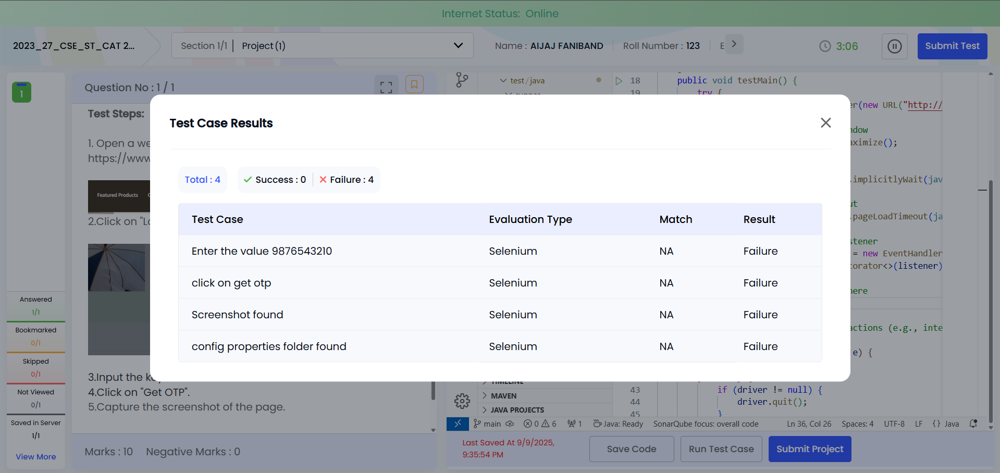 Internet Status: Online
2023_27_CSE_ST_CAT 2...
Section 1/1 | Project (1)
Name : AIJAJ FANIBAND
Roll Number : 123
E
3:06
Submit Test
1
Question No : 1 / 1
Test Steps:
1. Open a we
https://www
Featured Products
2.Click on "Lo
3.Input the
4.Click on "Get OTP".
5.Capture the screenshot of the page.
Answered
1/1
Bookmarked
0/1
Skipped
0/1
Not Viewed
0/1
Saved in Server
1/1
View More
Marks : 10
Negative Marks : 0
Test Case Results
Total : 4
Success : 0
Failure : 4
Test Case Evaluation Type Match Result
Enter the value 9876543210 Selenium NA Failure
click on get otp Selenium NA Failure
Screenshot found Selenium NA Failure
config properties folder found Selenium NA Failure
test/java
18 public void testMain() {
19 try {
er(new URL("http://
ndow
aximize();
.implicitlyWait(jav
ut
.pageLoadTimeout(ja
stener
= new EventHandler
corator<>(listener)
here
actions (e.g., inte
e) {
TIMELINE
MAVEN
JAVA PROJECTS
43 if (driver != null) {
44 driver.quit();
45 }
main
0 6
1
Java: Ready
SonarQube focus: overall code
Ln 36, Col 26
Spaces: 4
UTF-8
LF
{} Java
Last Saved At 9/9/2025,
9:35:54 PM
Save Code
Run Test Case
Submit Project